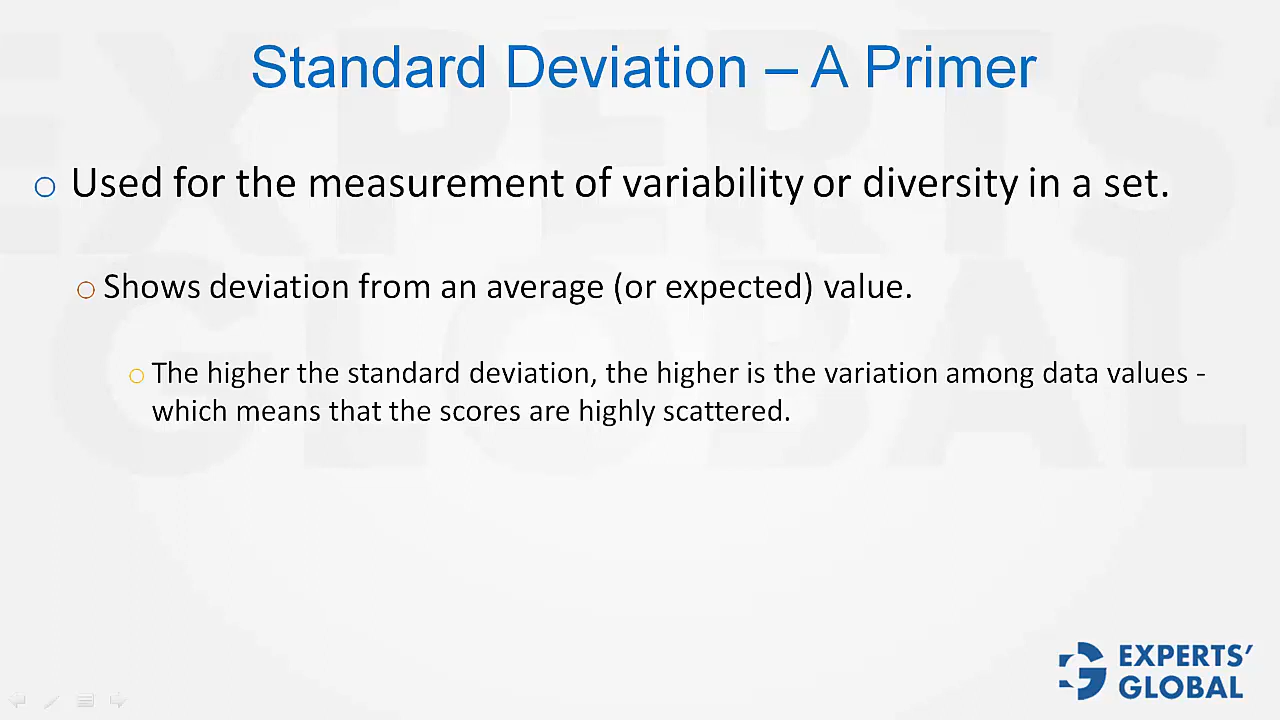 Standard Deviation – A Primer
Used for the measurement of variability or diversity in a set.
Shows deviation from an average (or expected) value.
The higher the standard deviation, the higher is the variation among data values -
which means that the scores are highly scattered.
EXPERTS'
GLOBAL
EXPERTS'
GLOBAL